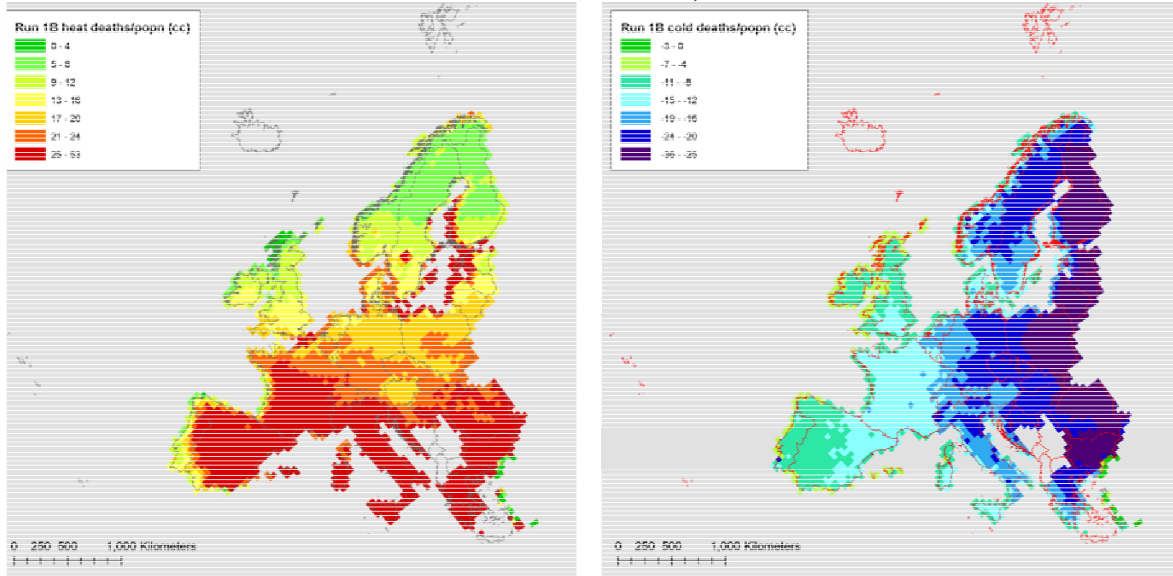 Run 1B heat deaths/popn (cc)
0 - 4
5 - 8
9 - 12
13 - 16
17 - 20
21 - 24
25 - 53
0 250 500 1,000 Kilometers
Run 1B cold deaths/popn (cc)
-3 - 0
-7 - -4
-11 - -8
-15 - -12
-19 - -16
-24 - -20
-36 - -25
0 250 500 1,000 Kilometers